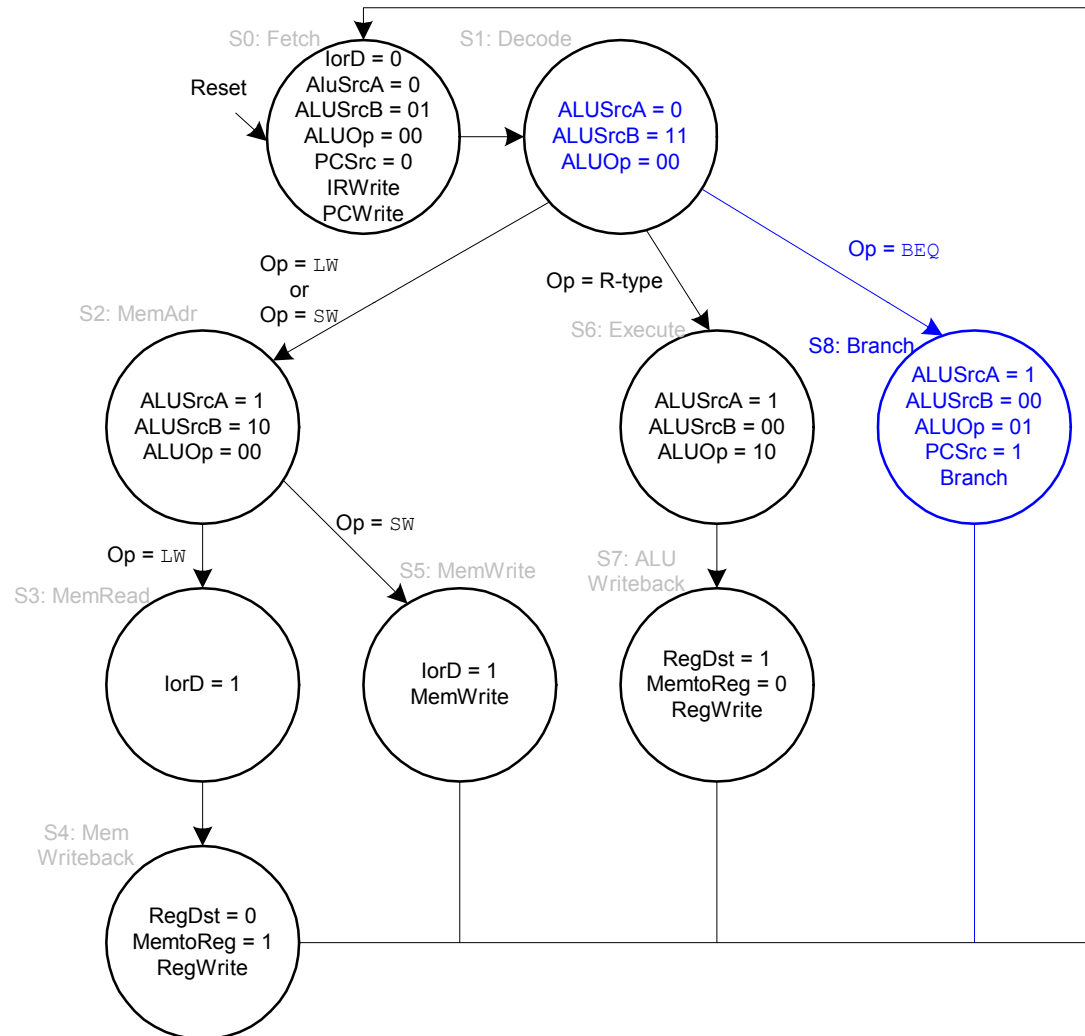 S0: Fetch
IorD = 0
AluSrcA = 0
ALUSrcB = 01
ALUOp = 00
PCSrc = 0
IRWrite
PCWrite
Reset
S1: Decode
ALUSrcA = 0
ALUSrcB = 11
ALUOp = 00
Op = LW
or
Op = SW
Op = R-type
Op = BEQ
S2: MemAdr
ALUSrcA = 1
ALUSrcB = 10
ALUOp = 00
S6: Execute
ALUSrcA = 1
ALUSrcB = 00
ALUOp = 10
S8: Branch
ALUSrcA = 1
ALUSrcB = 00
ALUOp = 01
PCSrc = 1
Branch
Op = LW
Op = SW
S3: MemRead
IorD = 1
S5: MemWrite
IorD = 1
MemWrite
S7: ALU
Writeback
RegDst = 1
MemtoReg = 0
RegWrite
S4: Mem
Writeback
RegDst = 0
MemtoReg = 1
RegWrite